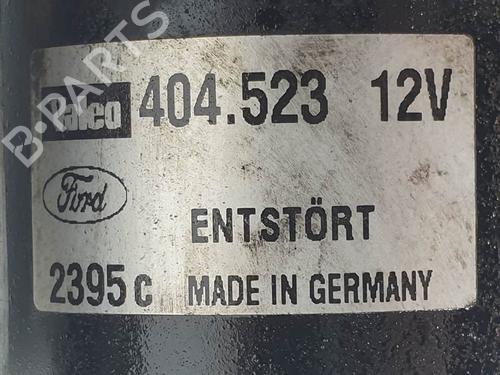 Valeo 404.523 12V
Ford
ENTSTÖRT
2395 C MADE IN GERMANY
B-PARTS